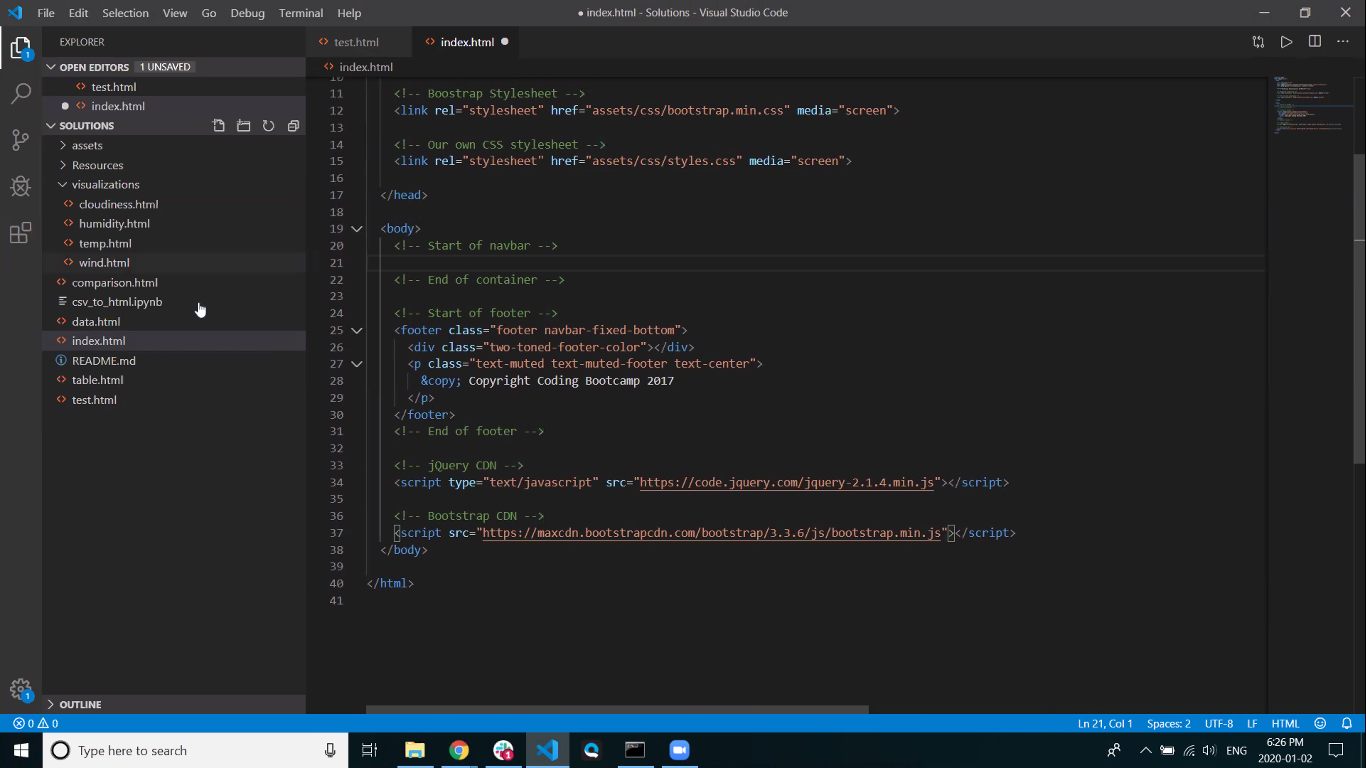 File Edit Selection View Go Debug Terminal Help
● index.html - Solutions - Visual Studio Code
EXPLORER
OPEN EDITORS 1 UNSAVED
test.html
index.html
SOLUTIONS
assets
Resources
visualizations
cloudiness.html
humidity.html
temp.html
wind.html
comparison.html
csv_to_html.ipynb
data.html
index.html
README.md
table.html
test.html
OUTLINE
test.html index.html
index.html
10
11 <!-- Boostrap Stylesheet -->
12 <link rel="stylesheet" href="assets/css/bootstrap.min.css" media="screen">
13
14 <!-- Our own CSS stylesheet -->
15 <link rel="stylesheet" href="assets/css/styles.css" media="screen">
16
17 </head>
18
19 <body>
20 <!-- Start of navbar -->
21
22 <!-- End of container -->
23
24 <!-- Start of footer -->
25 <footer class="footer navbar-fixed-bottom">
26 <div class="two-toned-footer-color"></div>
27 <p class="text-muted text-muted-footer text-center">
28 &copy; Copyright Coding Bootcamp 2017
29 </p>
30 </footer>
31 <!-- End of footer -->
32
33 <!-- jQuery CDN -->
34 <script type="text/javascript" src="https://code.jquery.com/jquery-2.1.4.min.js"></script>
35
36 <!-- Bootstrap CDN -->
37 <script src="https://maxcdn.bootstrapcdn.com/bootstrap/3.3.6/js/bootstrap.min.js"></script>
38 </body>
39
40 </html>
41
1
1
0 0
Ln 21, Col 1 Spaces: 2 UTF-8 LF HTML
Type here to search
1
ENG
6:26 PM
2020-01-02